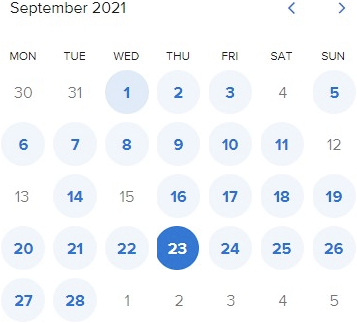 September 2021
MON TUE WED THU FRI SAT SUN
30 31 1 2 3 4 5
6 7 8 9 10 11 12
13 14 15 16 17 18 19
20 21 22 23 24 25 26
27 28 1 2 3 4 5